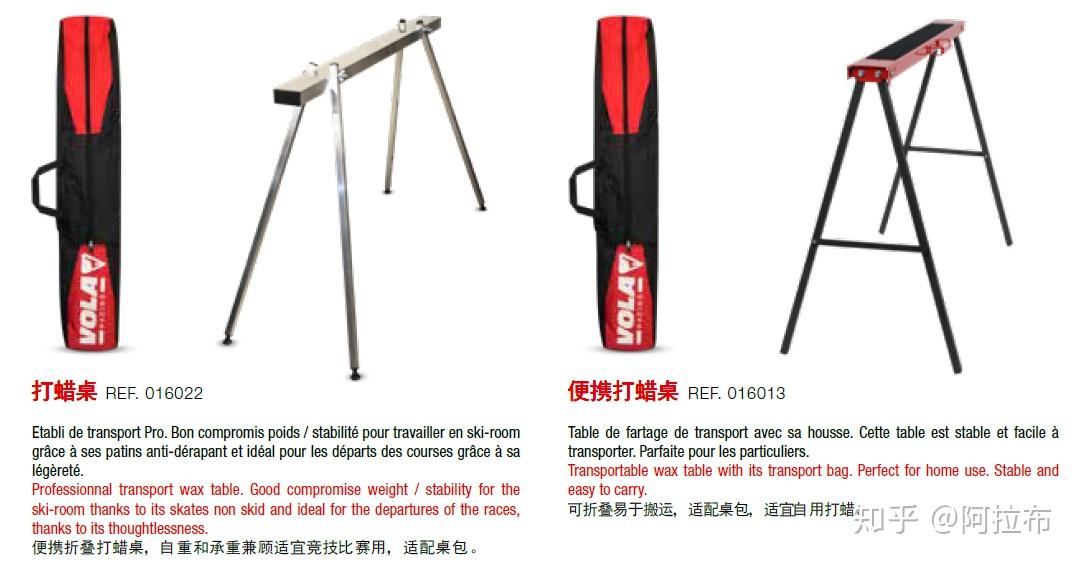 VOLA
RACING
VOLA
RACING
打蜡桌 REF. 016022
Etabli de transport Pro. Bon compromis poids / stabilité pour travailler en ski-room
grâce à ses patins anti-dérapant et idéal pour les départs des courses grâce à sa
légèreté.
Professionnal transport wax table. Good compromise weight / stability for the
ski-room thanks to its skates non skid and ideal for the departures of the races,
thanks to its thoughtlessness.
便携折叠打蜡桌，自重和承重兼顾适宜竞技比赛用，适配桌包。
便携打蜡桌 REF. 016013
Table de fartage de transport avec sa housse. Cette table est stable et facile à
transporter. Parfaite pour les particuliers.
Transportable wax table with its transport bag. Perfect for home use. Stable and
easy to carry.
可折叠易于搬运，适配桌包，适宜自用打蜡。
知乎 @阿拉布